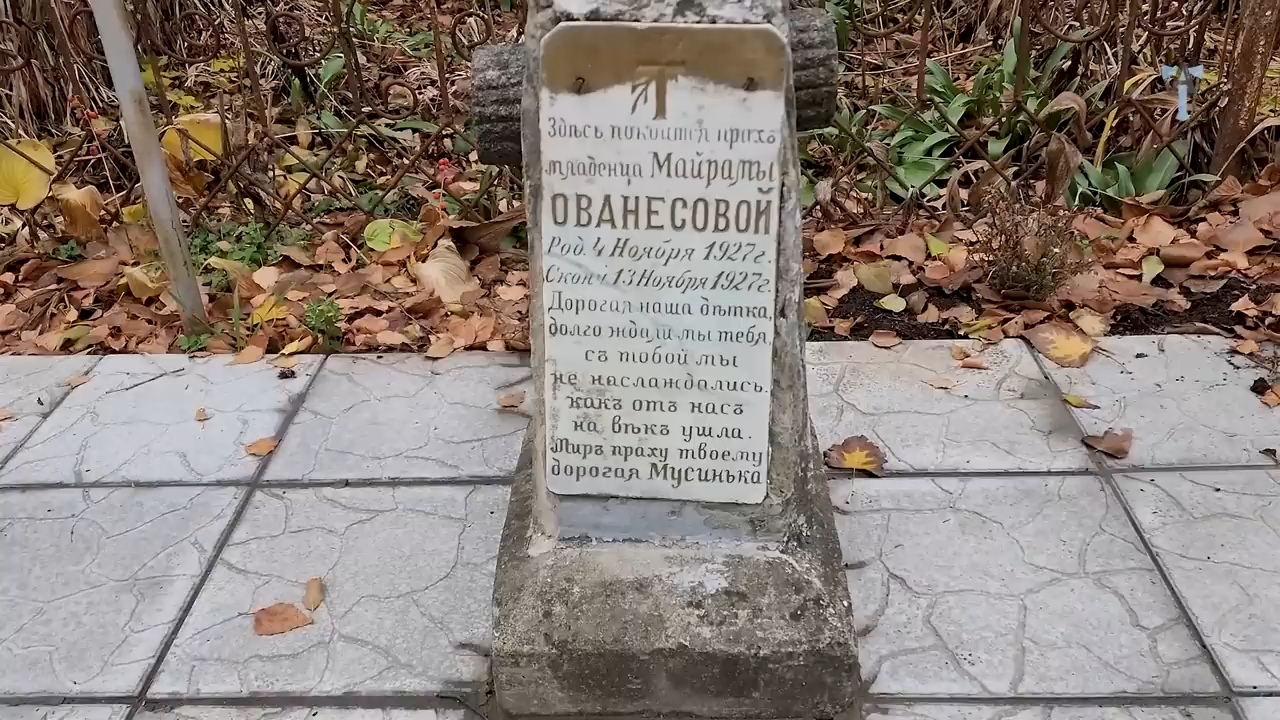 Здѣсь покоится прахъ
младенца Майрамы
ОВАНЕСОВОЙ
Род. 4 Ноября 1927 г.
Сконч 13 Ноября 1927 г.
Дорогая наша дѣтка,
долго ждали мы тебя,
съ тобой мы
не наслаждались.
какъ отъ насъ
на вѣкъ ушла.
Миръ праху твоему
дорогая Мусинька